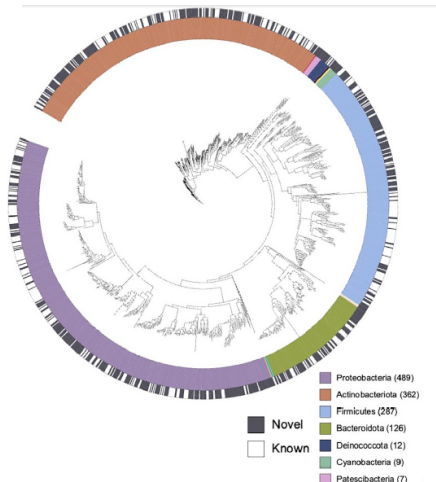 Proteobacteria (489)
Actinobacteriota (362)
Firmicutes (287)
Bacteroidota (126)
Deinococcota (12)
Cyanobacteria (9)
Patescibacteria (7)
Novel
Known